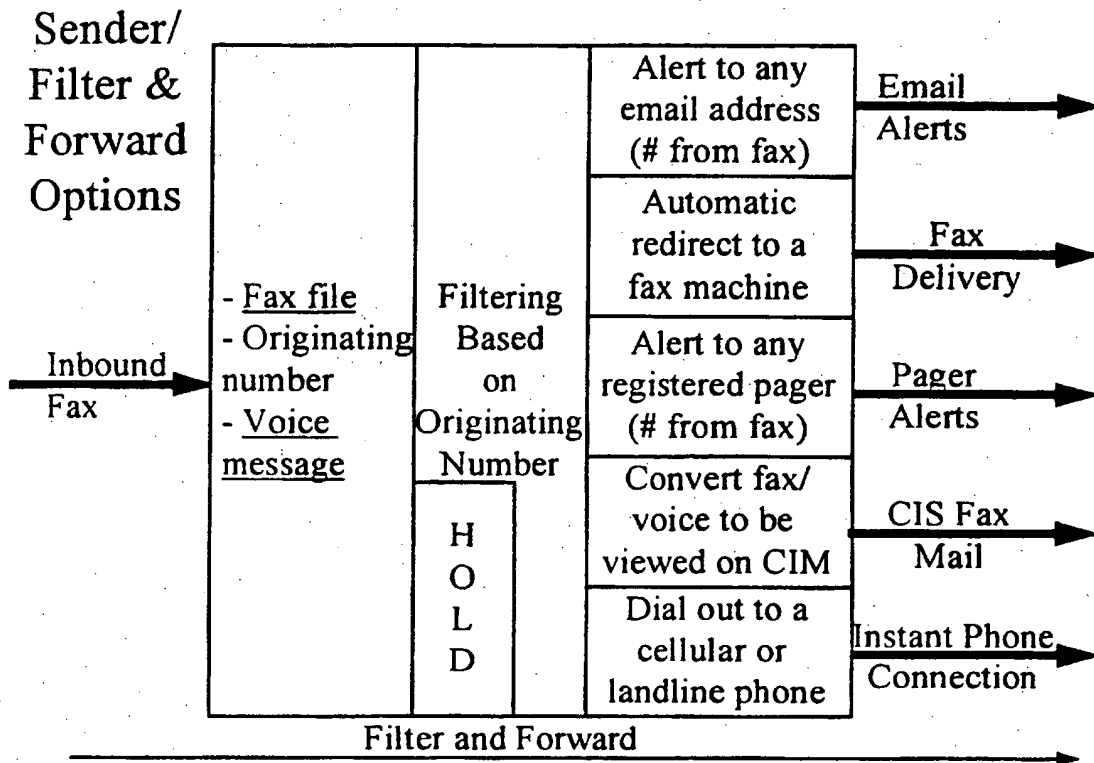 Sender/
Filter &
Forward
Options
Inbound
Fax
- Fax file
- Originating
number
- Voice
message
Filtering
Based
on
Originating
Number
H
O
L
D
Alert to any
email address
(# from fax)
Automatic
redirect to a
fax machine
Alert to any
registered pager
(# from fax)
Convert fax/
voice to be
viewed on CIM
Dial out to a
cellular or
landline phone
Email
Alerts
Fax
Delivery
Pager
Alerts
CIS Fax
Mail
Instant Phone
Connection
Filter and Forward